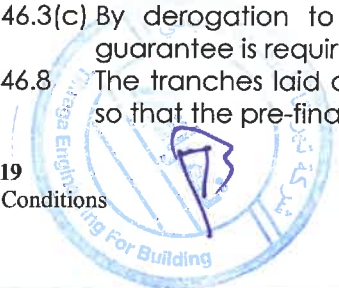 46.3(c) By derogation to
guarantee is requir
46.8 The tranches laid d
so that the pre-fina
19
Conditions
For Building
شركة